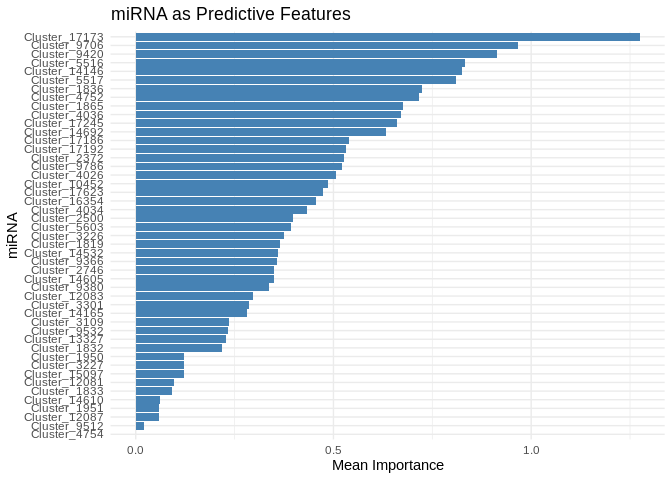 miRNA as Predictive Features
miRNA
Cluster_17173
Cluster_9706
Cluster_9420
Cluster_5516
Cluster_14146
Cluster_5517
Cluster_1836
Cluster_4752
Cluster_1865
Cluster_4036
Cluster_17245
Cluster_14692
Cluster_17186
Cluster_17192
Cluster_2372
Cluster_9786
Cluster_4026
Cluster_10452
Cluster_17623
Cluster_16354
Cluster_4034
Cluster_2500
Cluster_5603
Cluster_3226
Cluster_1819
Cluster_14532
Cluster_9366
Cluster_2746
Cluster_14605
Cluster_9380
Cluster_12083
Cluster_3301
Cluster_14165
Cluster_3109
Cluster_9532
Cluster_13327
Cluster_1832
Cluster_1950
Cluster_3227
Cluster_15097
Cluster_12081
Cluster_1833
Cluster_14610
Cluster_1951
Cluster_12087
Cluster_9512
Cluster_4754
0.0 0.5 1.0
Mean Importance